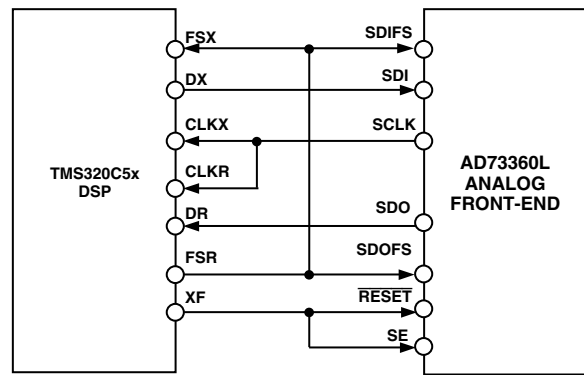 FSX
SDIFS
DX
SDI
CLKX
SCLK
TMS320C5x
DSP
CLKR
AD73360L
ANALOG
FRONT-END
DR
SDO
FSR
SDOFS
XF
RESET
SE